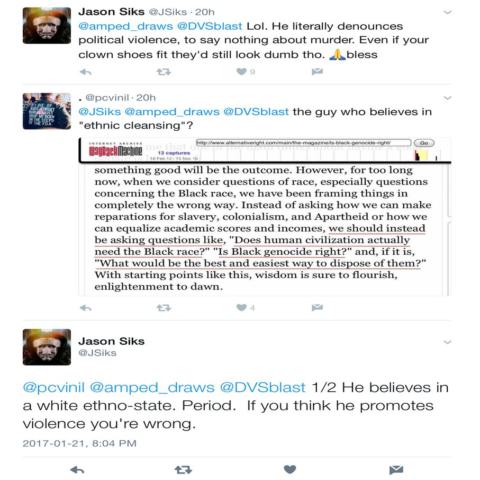 Jason Siks @JSiks · 20h
@amped_draws @DVSblast Lol. He literally denounces
political violence, to say nothing about murder. Even if your
clown shoes fit they'd still look dumb tho. 🙏bless
9
. @pcvinil · 20h
@JSiks @amped_draws @DVSblast the guy who believes in
"ethnic cleansing"?
INTERNET ARCHIVE
WayBackMachine
http://www.alternativeright.com/main/the-magazine/is-black-genocide-right/
Go
13 captures
something good will be the outcome. However, for too long
now, when we consider questions of race, especially questions
concerning the Black race, we have been framing things in
completely the wrong way. Instead of asking how we can make
reparations for slavery, colonialism, and Apartheid or how we
can equalize academic scores and incomes, we should instead
be asking questions like, "Does human civilization actually
need the Black race?" "Is Black genocide right?" and, if it is,
"What would be the best and easiest way to dispose of them?"
With starting points like this, wisdom is sure to flourish,
enlightenment to dawn.
4
Jason Siks
@JSiks
@pcvinil @amped_draws @DVSblast 1/2 He believes in
a white ethno-state. Period. If you think he promotes
violence you're wrong.
2017-01-21, 8:04 PM